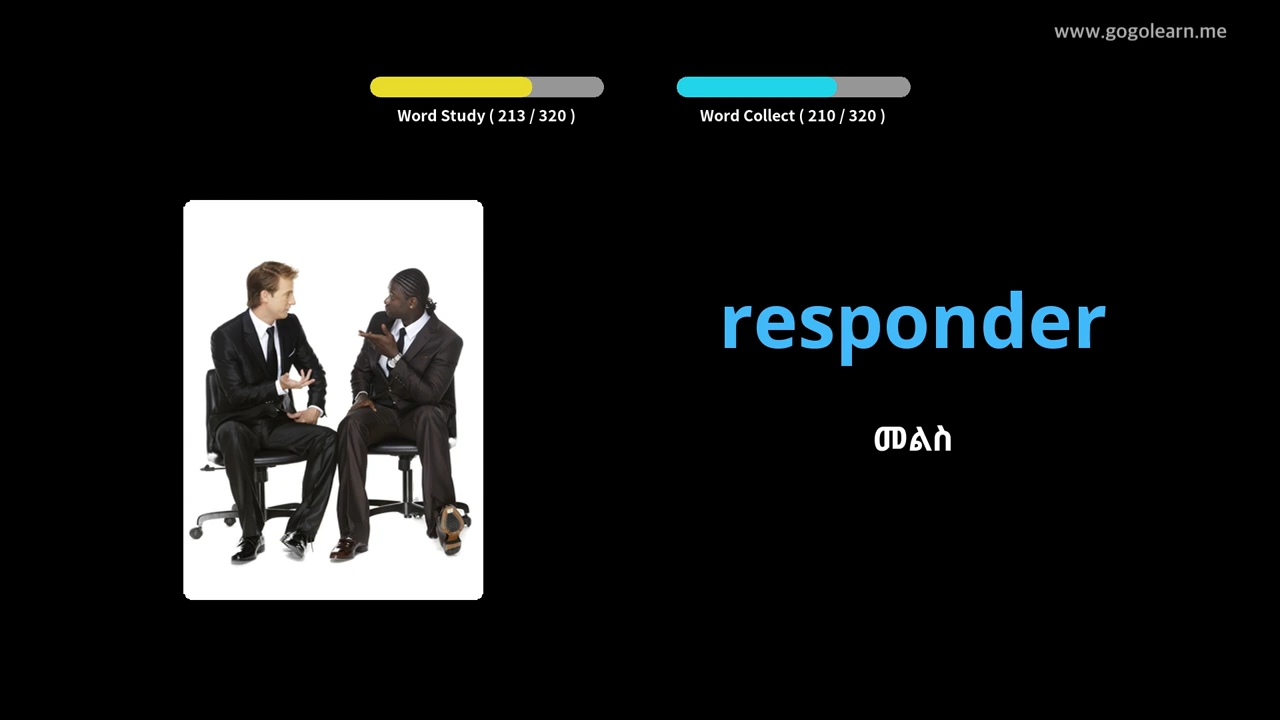 www.gogolearn.me
Word Study ( 213 / 320 )
Word Collect ( 210 / 320 )
responder
መልስ